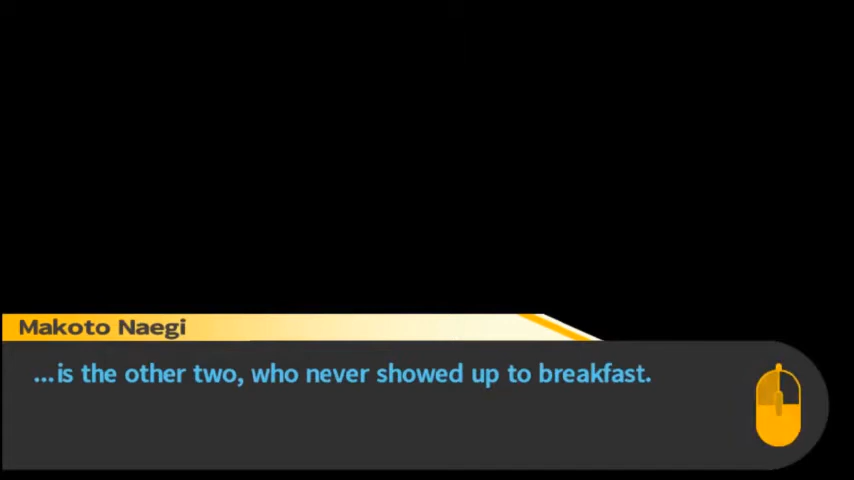 Makoto Naegi
...is the other two, who never showed up to breakfast.